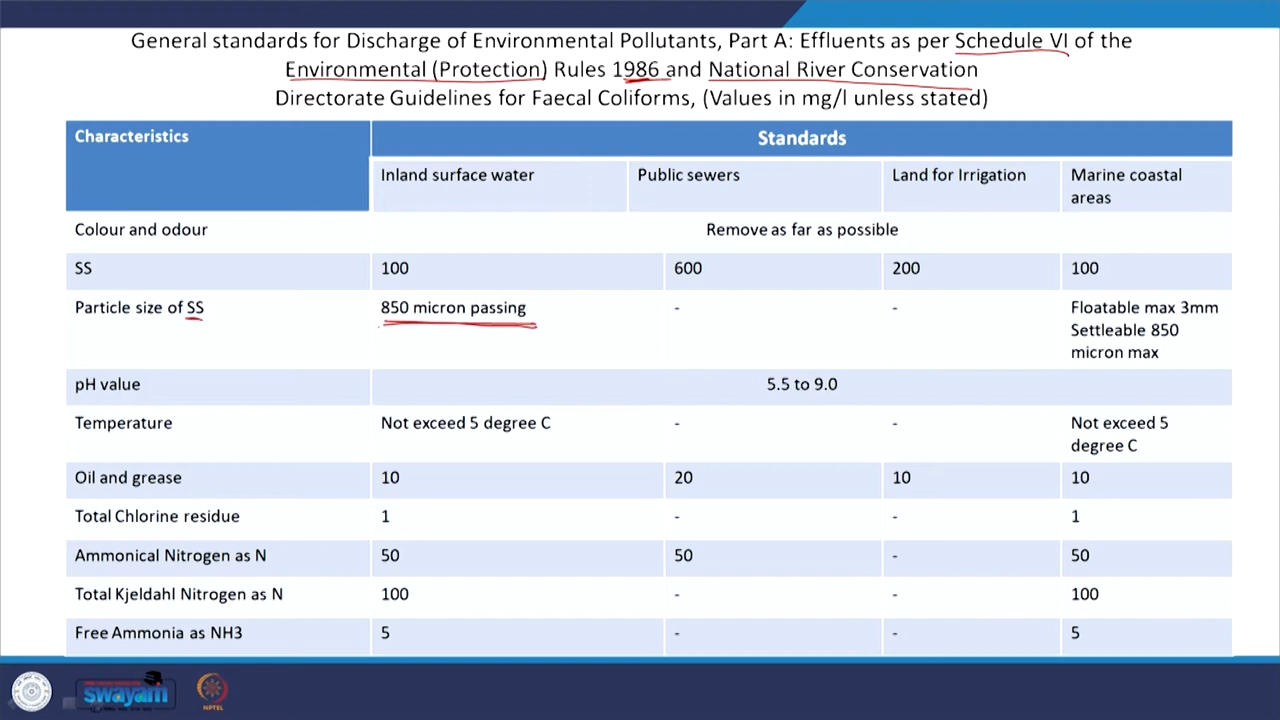 General standards for Discharge of Environmental Pollutants, Part A: Effluents as per Schedule VI of the
Environmental (Protection) Rules 1986 and National River Conservation
Directorate Guidelines for Faecal Coliforms, (Values in mg/l unless stated)
Characteristics Standards
Inland surface water Public sewers Land for Irrigation Marine coastal
areas
Colour and odour Remove as far as possible
SS 100 600 200 100
Particle size of SS 850 micron passing - - Floatable max 3mm
Settleable 850
micron max
pH value 5.5 to 9.0
Temperature Not exceed 5 degree C - - Not exceed 5
degree C
Oil and grease 10 20 10 10
Total Chlorine residue 1 - - 1
Ammonical Nitrogen as N 50 50 - 50
Total Kjeldahl Nitrogen as N 100 - - 100
Free Ammonia as NH3 5 - - 5
swayam
NPTEL